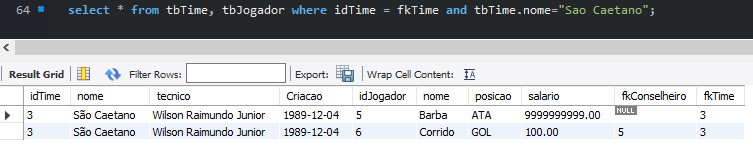 64 select * from tbTime, tbJogador where idTime = fkTime and tbTime.nome="Sao Caetano";
Result Grid Filter Rows: Export: Wrap Cell Content:
idTime nome tecnico Criacao idJogador nome posicao salario fkConselheiro fkTime
3 São Caetano Wilson Raimundo Junior 1989-12-04 5 Barba ATA 9999999999.00 NULL 3
3 São Caetano Wilson Raimundo Junior 1989-12-04 6 Corrido GOL 100.00 5 3